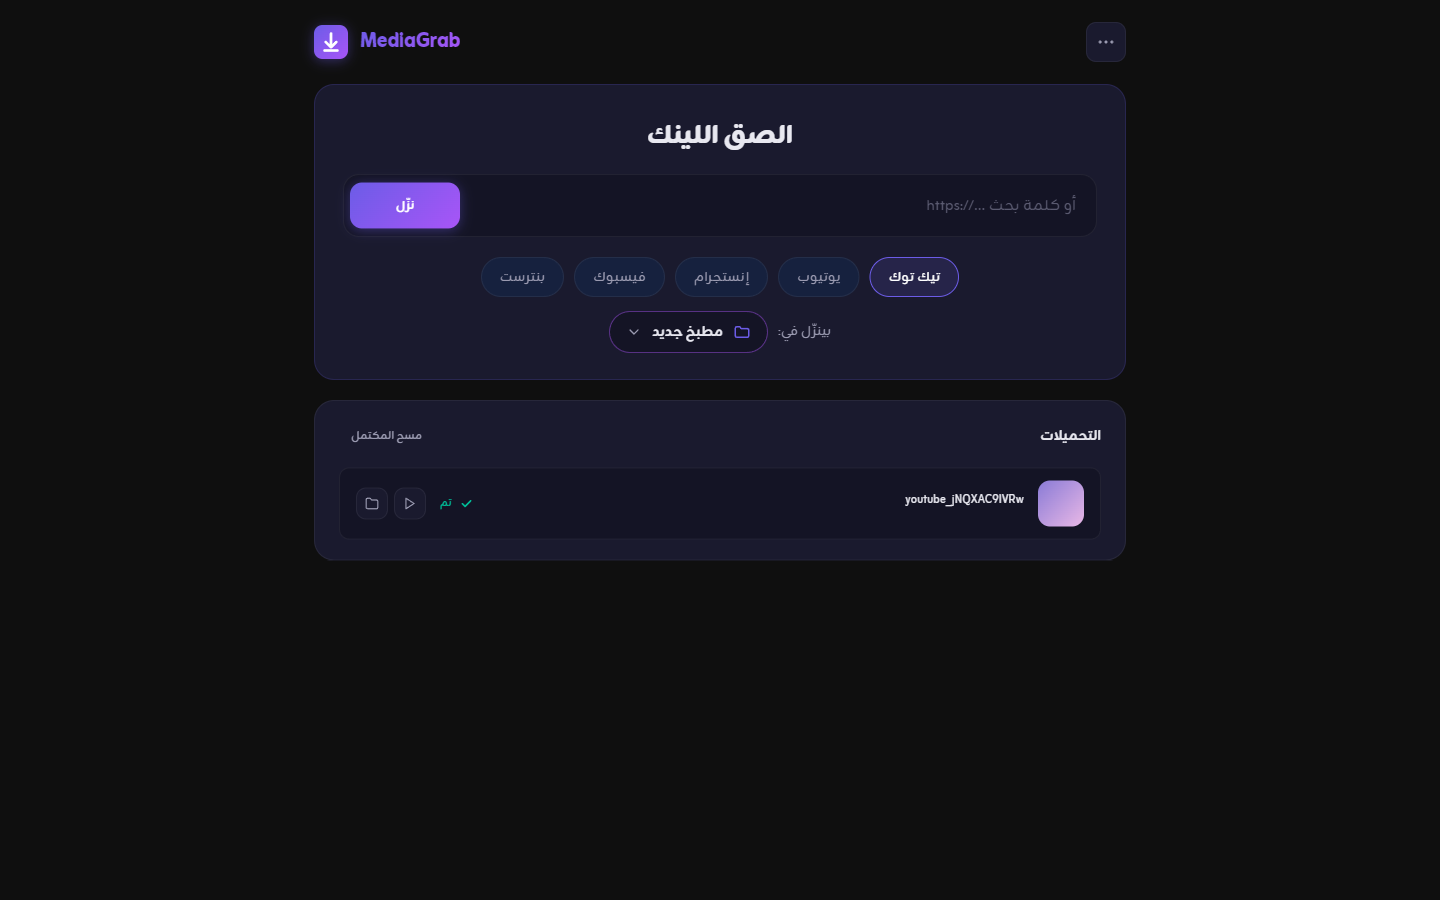 MediaGrab
الصق اللينك
أو كلمة بحث ...//:https
نزّل
تيك توك
يوتيوب
إنستجرام
فيسبوك
بنترست
بينزّل في:
مطبخ جديد
التحميلات
مسح المكتمل
youtube_jNQXAC9IVRw
تم